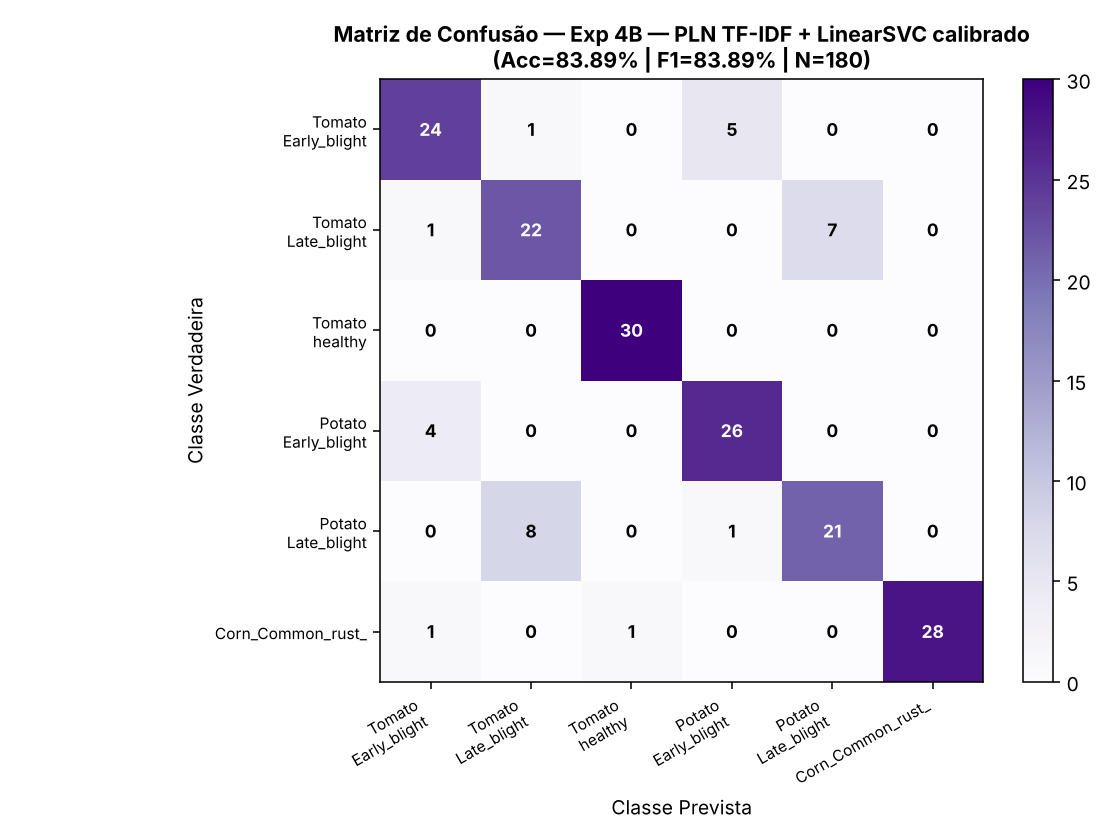 Matriz de Confusão — Exp 4B — PLN TF-IDF + LinearSVC calibrado
(Acc=83.89% | F1=83.89% | N=180)
Classe Verdadeira
Tomato
Early_blight
24 1 0 5 0 0
Tomato
Late_blight
1 22 0 0 7 0
Tomato
healthy
0 0 30 0 0 0
Potato
Early_blight
4 0 0 26 0 0
Potato
Late_blight
0 8 0 1 21 0
Corn_Common_rust_
1 0 1 0 0 28
Tomato
Early_blight
Tomato
Late_blight
Tomato
healthy
Potato
Early_blight
Potato
Late_blight
Corn_Common_rust_
Classe Prevista
30
25
20
15
10
5
0